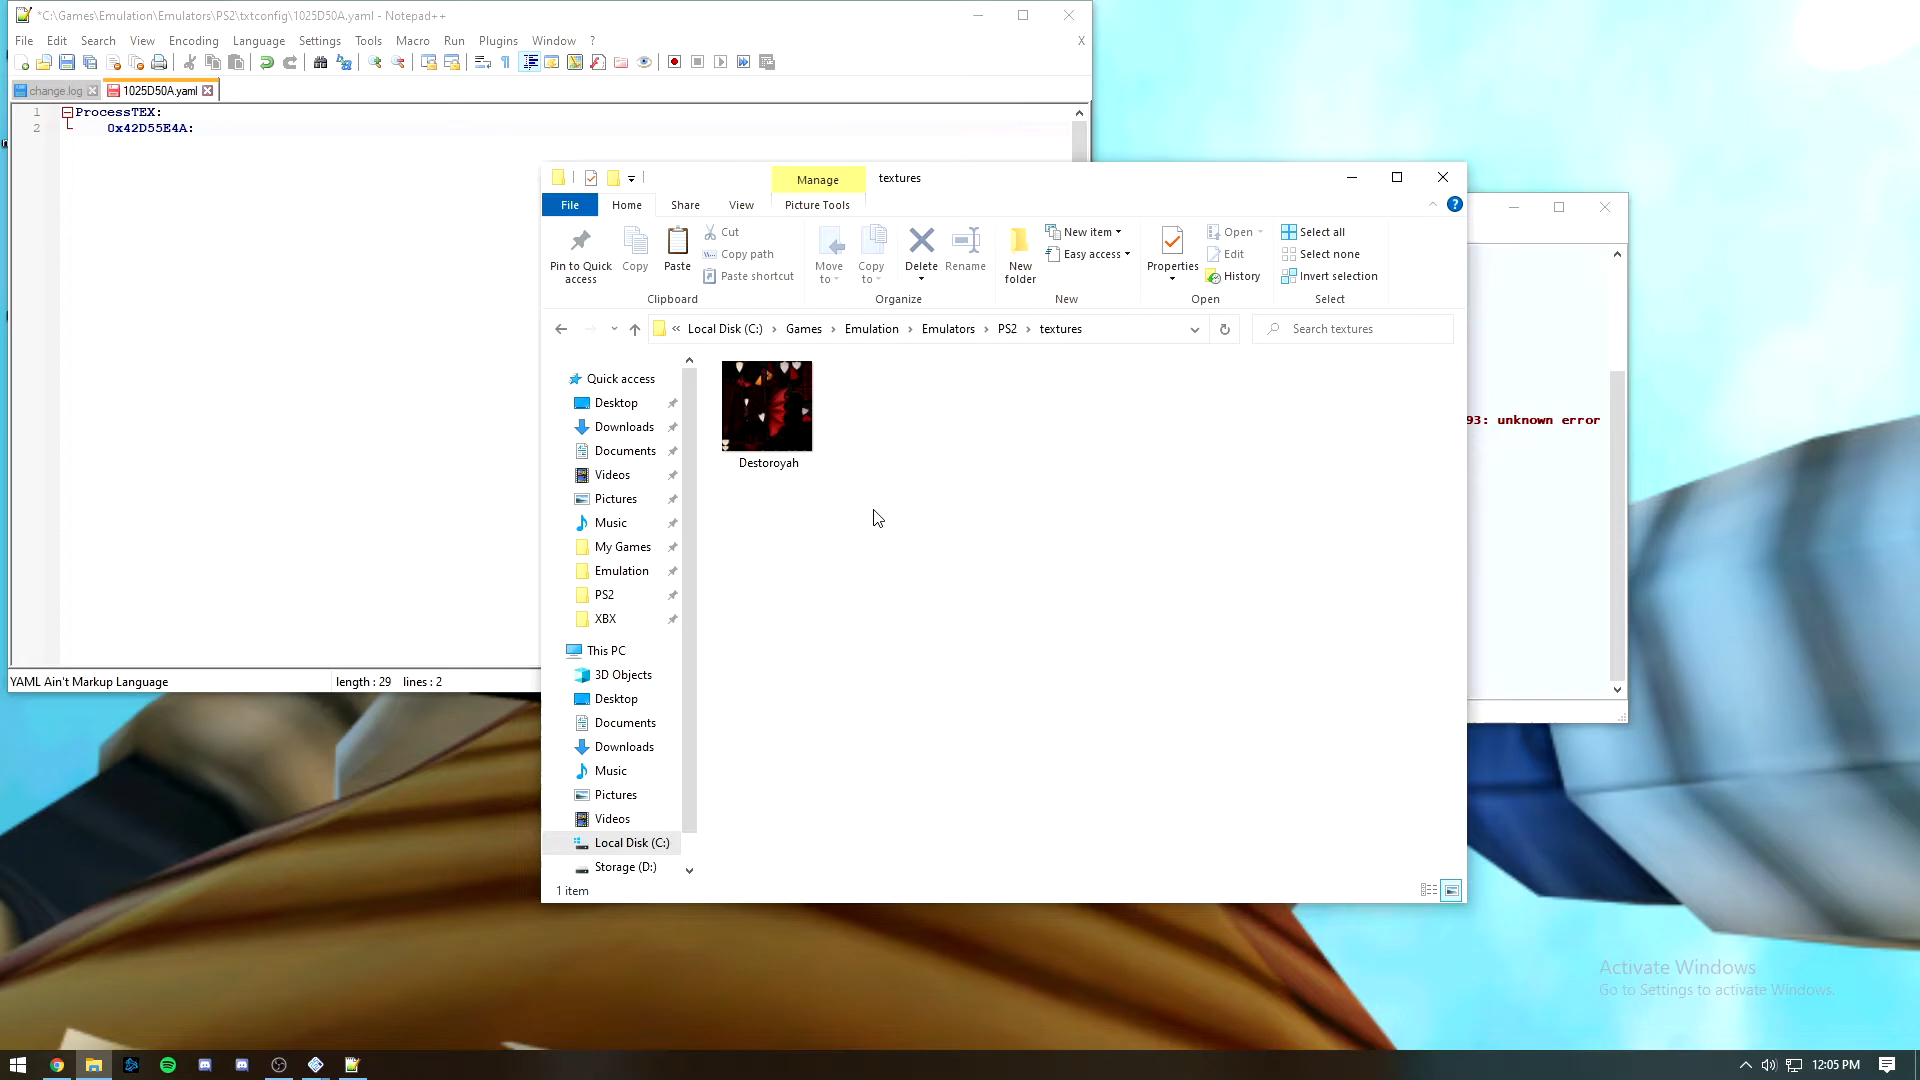 *C:\Games\Emulation\Emulators\PS2\txtconfig\1025D50A.yaml - Notepad++
File Edit Search View Encoding Language Settings Tools Macro Run Plugins Window ? X
change.log 1025D50A.yaml
1 ProcessTEX:
2 0x42D55E4A:
YAML Ain't Markup Language length : 29 lines : 2
Manage textures
File Home Share View Picture Tools
Pin to Quick access
Copy
Paste
Cut
Copy path
Paste shortcut
Clipboard
Move to
Copy to
Delete
Rename
Organize
New folder
New item
Easy access
New
Properties
Open
Edit
History
Open
Select all
Select none
Invert selection
Select
« Local Disk (C:) › Games › Emulation › Emulators › PS2 › textures
Search textures
Quick access
Desktop
Downloads
Documents
Videos
Pictures
Music
My Games
Emulation
PS2
XBX
This PC
3D Objects
Desktop
Documents
Downloads
Music
Pictures
Videos
Local Disk (C:)
Storage (D:)
Destoroyah
1 item
93: unknown error
Activate Windows
Go to Settings to activate Windows.
12:05 PM